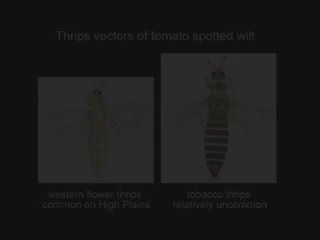 Thrips vectors of tomato spotted wilt
western flower thrips
common on High Plains
tobacco thrips
relatively uncommon